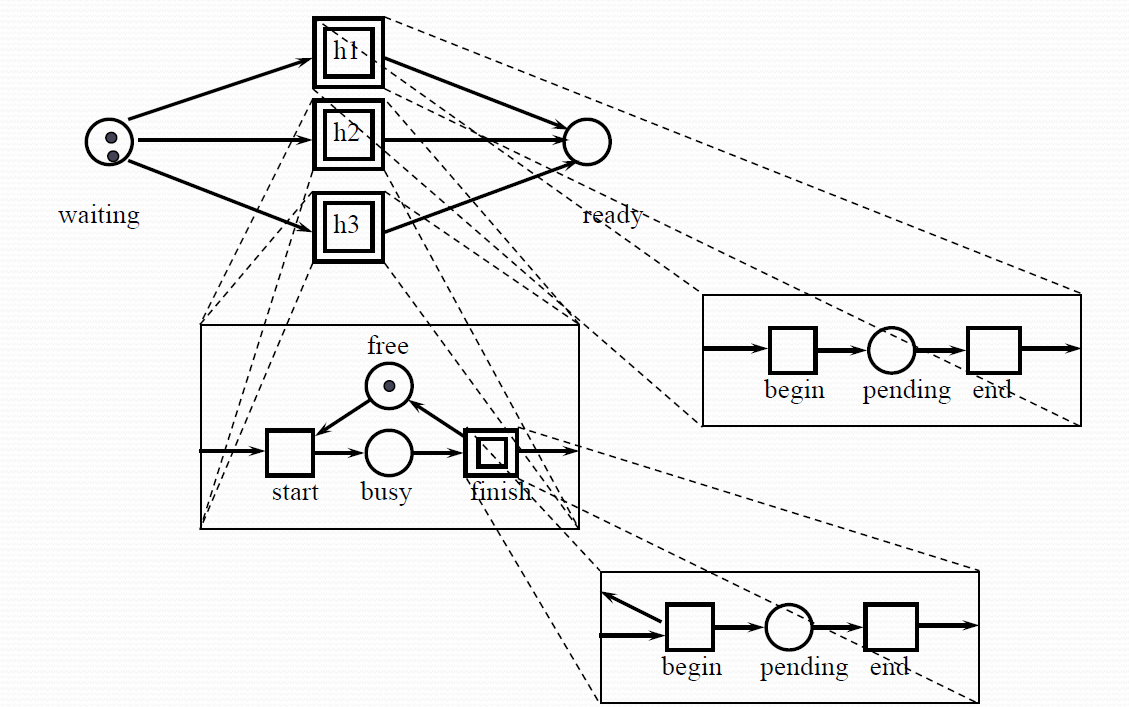 h1
h2
waiting
h3
ready
free
begin
pending
end
start
busy
finish
begin
pending
end